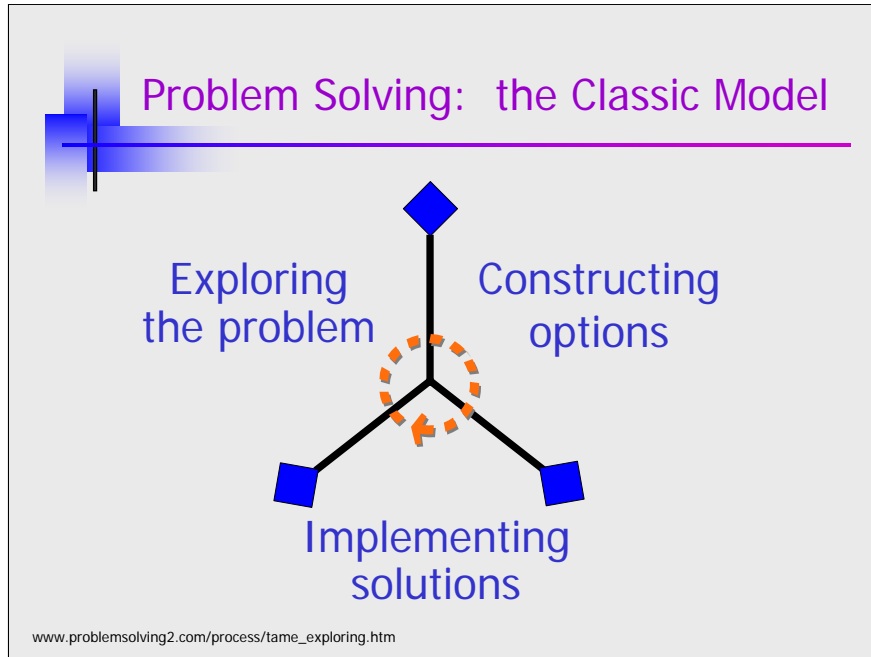 Problem Solving:  the Classic Model
Exploring
the problem
Constructing
options
Implementing
solutions
www.problemsolving2.com/process/tame_exploring.htm